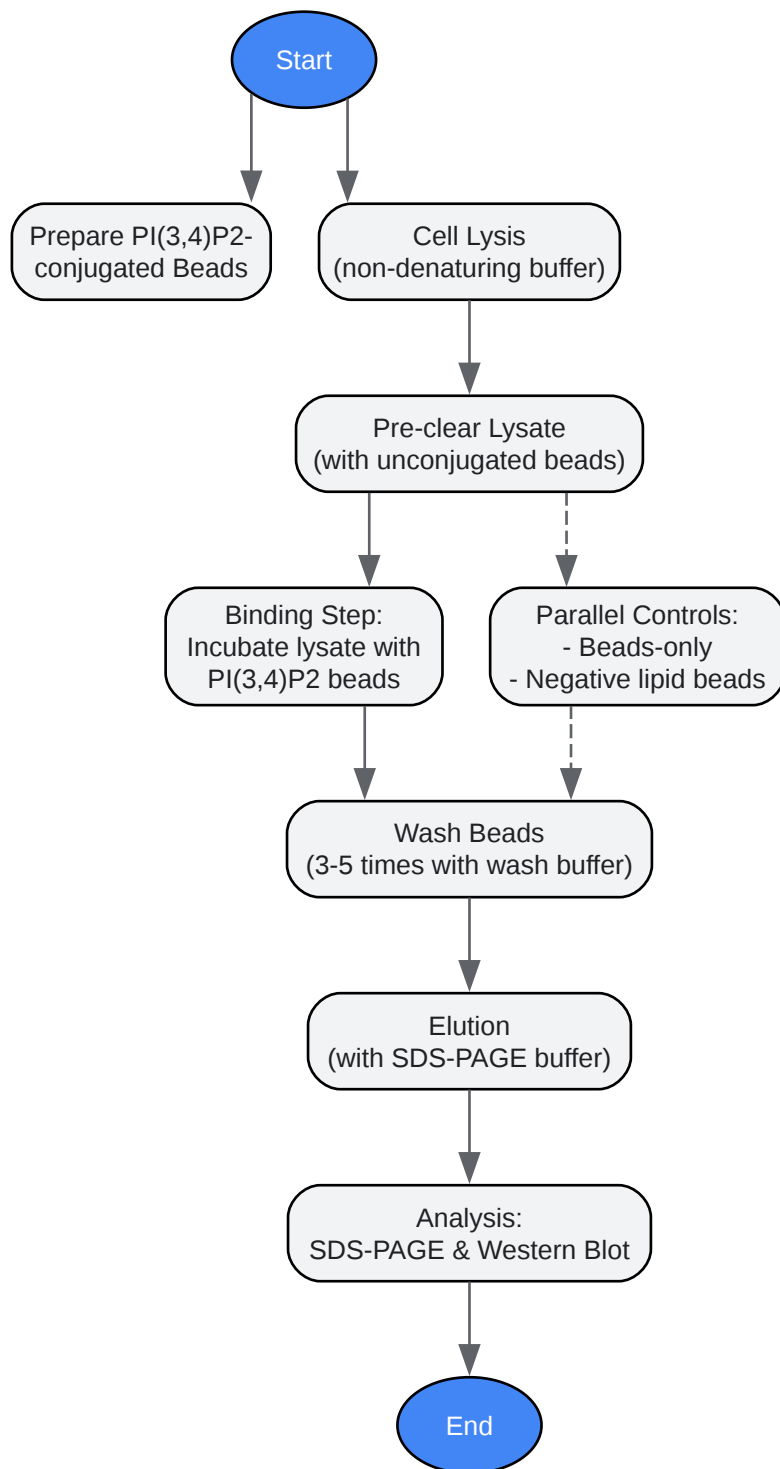 Start
Prepare PI(3,4)P2-
conjugated Beads
Cell Lysis
(non-denaturing buffer)
Pre-clear Lysate
(with unconjugated beads)
Binding Step:
Incubate lysate with
PI(3,4)P2 beads
Parallel Controls:
- Beads-only
- Negative lipid beads
Wash Beads
(3-5 times with wash buffer)
Elution
(with SDS-PAGE buffer)
Analysis:
SDS-PAGE & Western Blot
End